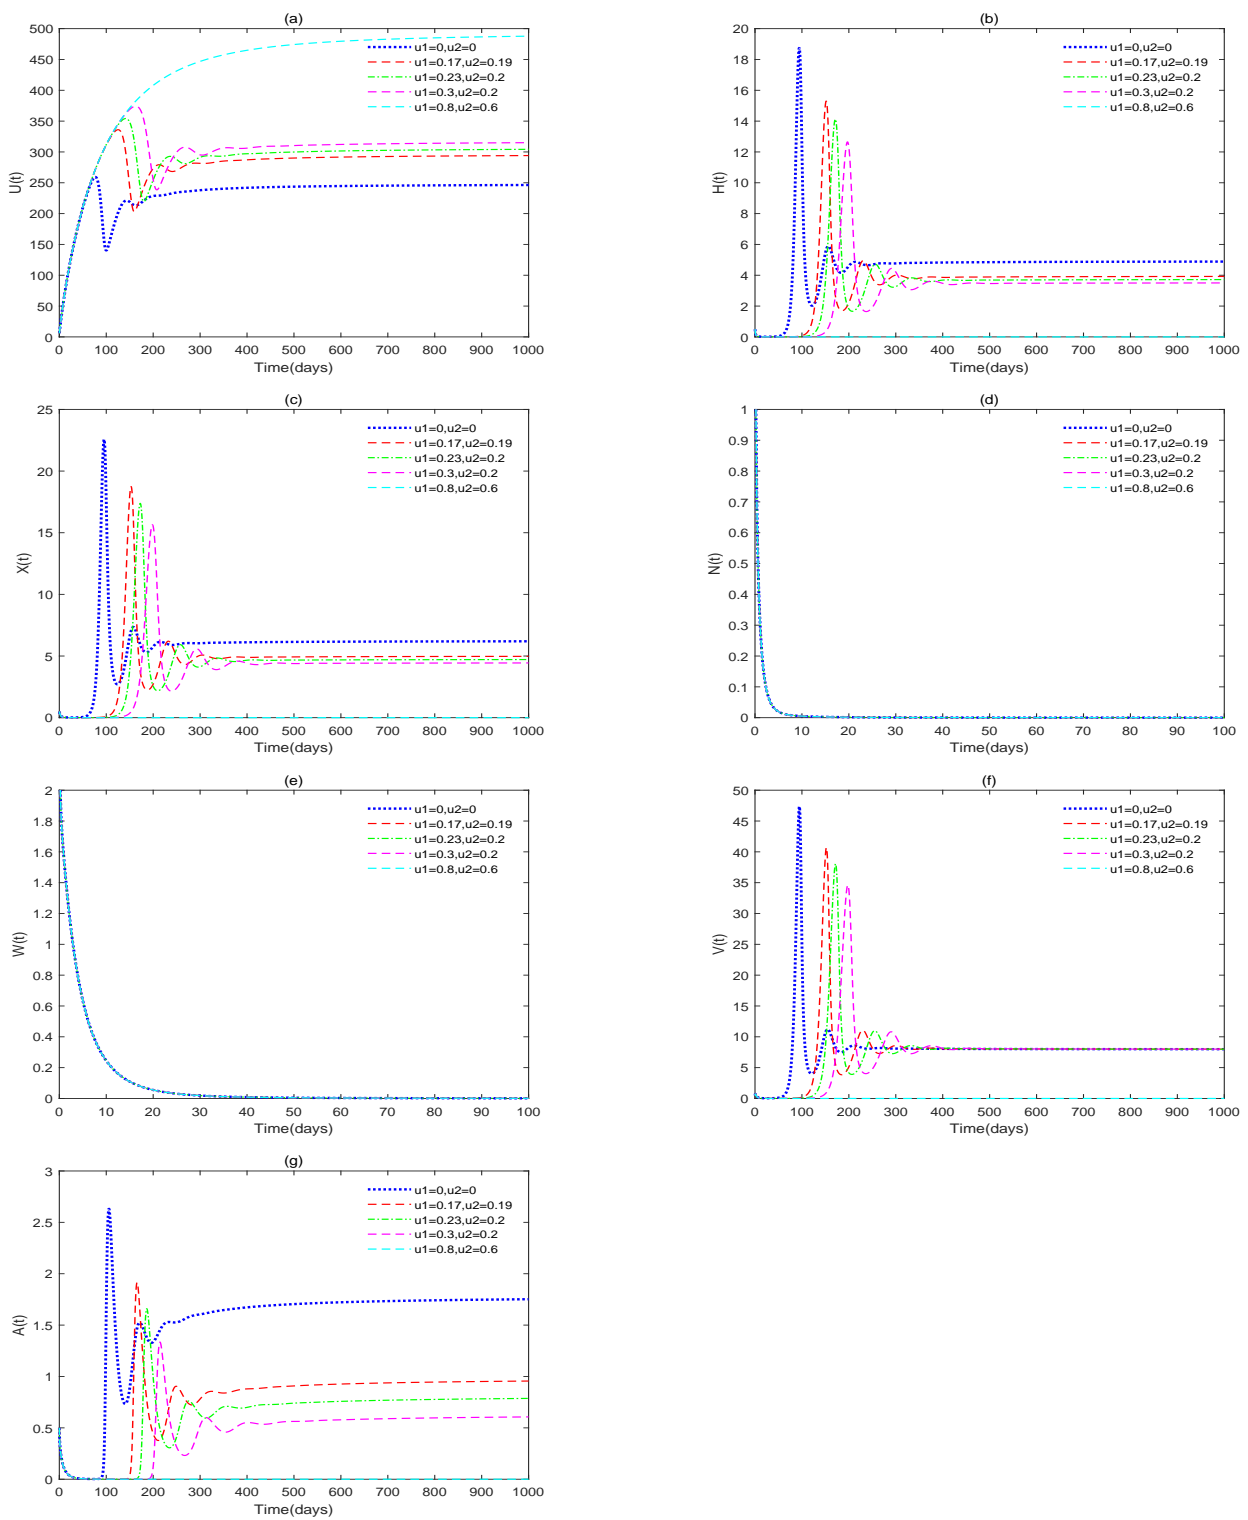 (a)
500
450
400
350
300
250
200
150
100
50
0
U(t)
u1=0,u2=0
u1=0.17,u2=0.19
u1=0.23,u2=0.2
u1=0.3,u2=0.2
u1=0.8,u2=0.6
0 100 200 300 400 500 600 700 800 900 1000
Time(days)
(b)
20
18
16
14
12
10
8
6
4
2
0
H(t)
u1=0,u2=0
u1=0.17,u2=0.19
u1=0.23,u2=0.2
u1=0.3,u2=0.2
u1=0.8,u2=0.6
0 100 200 300 400 500 600 700 800 900 1000
Time(days)
(c)
25
20
15
10
5
0
X(t)
u1=0,u2=0
u1=0.17,u2=0.19
u1=0.23,u2=0.2
u1=0.3,u2=0.2
u1=0.8,u2=0.6
0 100 200 300 400 500 600 700 800 900 1000
Time(days)
(d)
1
0.9
0.8
0.7
0.6
0.5
0.4
0.3
0.2
0.1
0
N(t)
u1=0,u2=0
u1=0.17,u2=0.19
u1=0.23,u2=0.2
u1=0.3,u2=0.2
u1=0.8,u2=0.6
0 10 20 30 40 50 60 70 80 90 100
Time(days)
(e)
2
1.8
1.6
1.4
1.2
1
0.8
0.6
0.4
0.2
0
W(t)
u1=0,u2=0
u1=0.17,u2=0.19
u1=0.23,u2=0.2
u1=0.3,u2=0.2
u1=0.8,u2=0.6
0 10 20 30 40 50 60 70 80 90 100
Time(days)
(f)
50
45
40
35
30
25
20
15
10
5
0
V(t)
u1=0,u2=0
u1=0.17,u2=0.19
u1=0.23,u2=0.2
u1=0.3,u2=0.2
u1=0.8,u2=0.6
0 100 200 300 400 500 600 700 800 900 1000
Time(days)
(g)
3
2.5
2
1.5
1
0.5
0
A(t)
u1=0,u2=0
u1=0.17,u2=0.19
u1=0.23,u2=0.2
u1=0.3,u2=0.2
u1=0.8,u2=0.6
0 100 200 300 400 500 600 700 800 900 1000
Time(days)